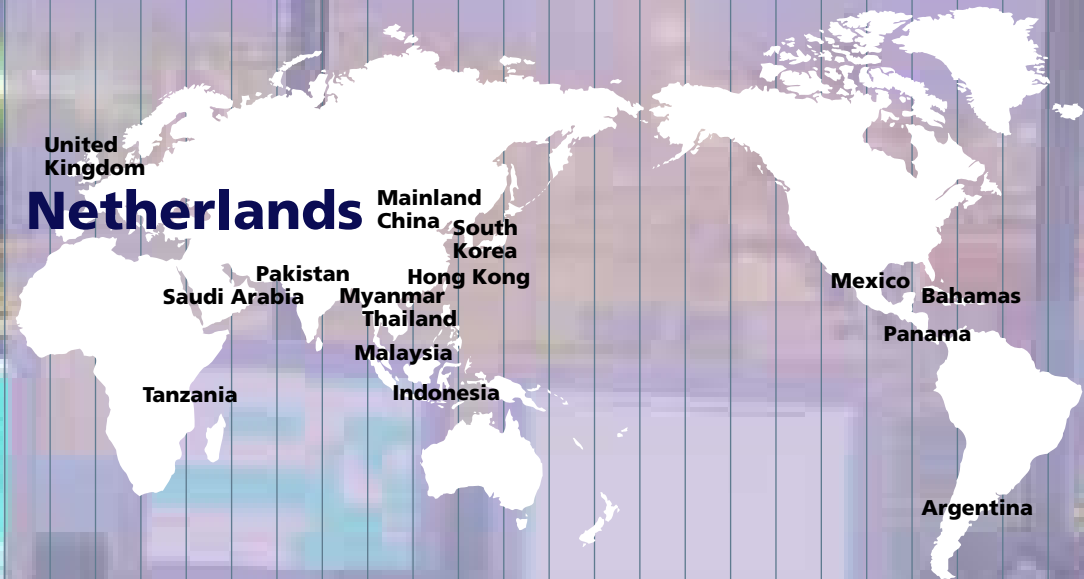 United
Kingdom
Netherlands
Mainland
China
South
Korea
Pakistan
Hong Kong
Saudi Arabia
Myanmar
Thailand
Malaysia
Tanzania
Indonesia
Mexico
Bahamas
Panama
Argentina